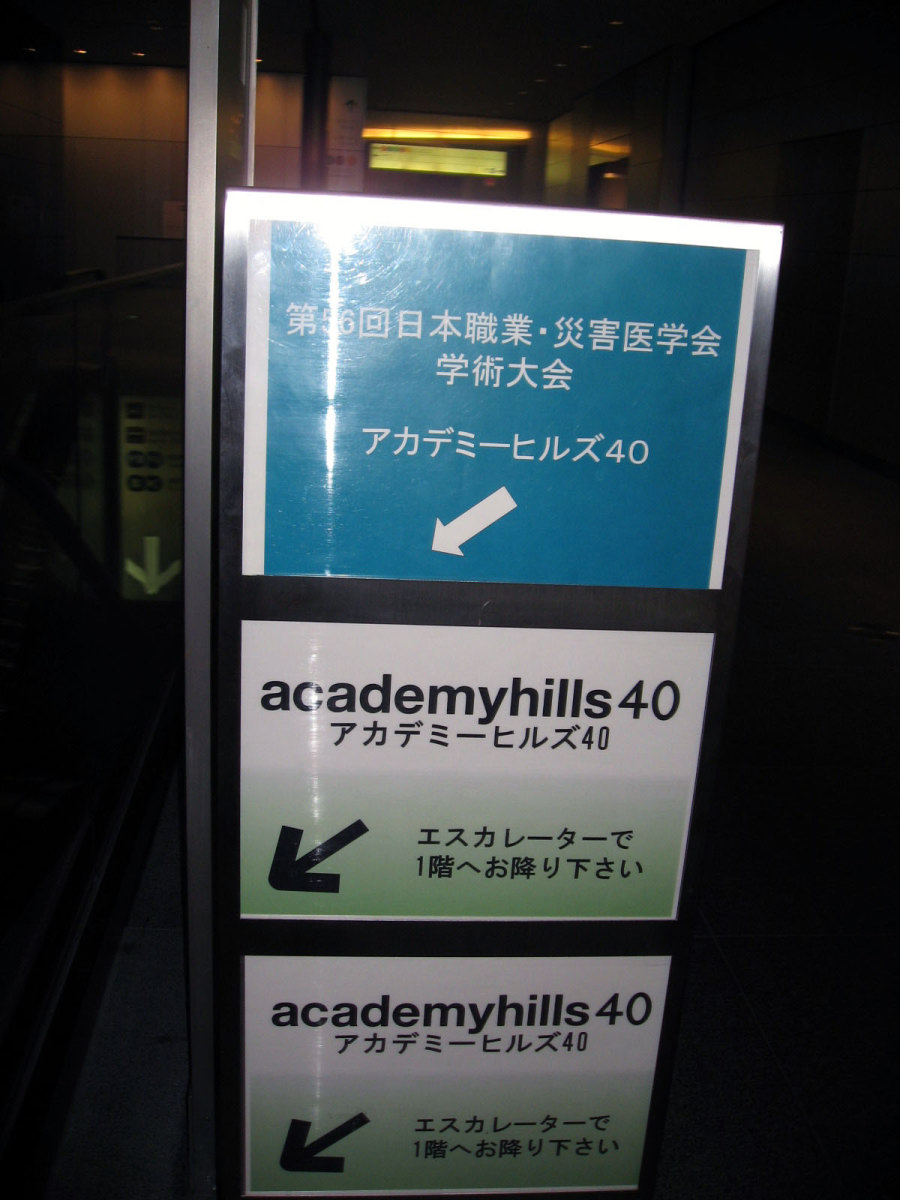 第56回日本職業・災害医学会
学術大会
アカデミーヒルズ40
academyhills40
アカデミーヒルズ40
エスカレーターで
1階へお降り下さい
academyhills40
アカデミーヒルズ40
エスカレーターで
1階へお降り下さい